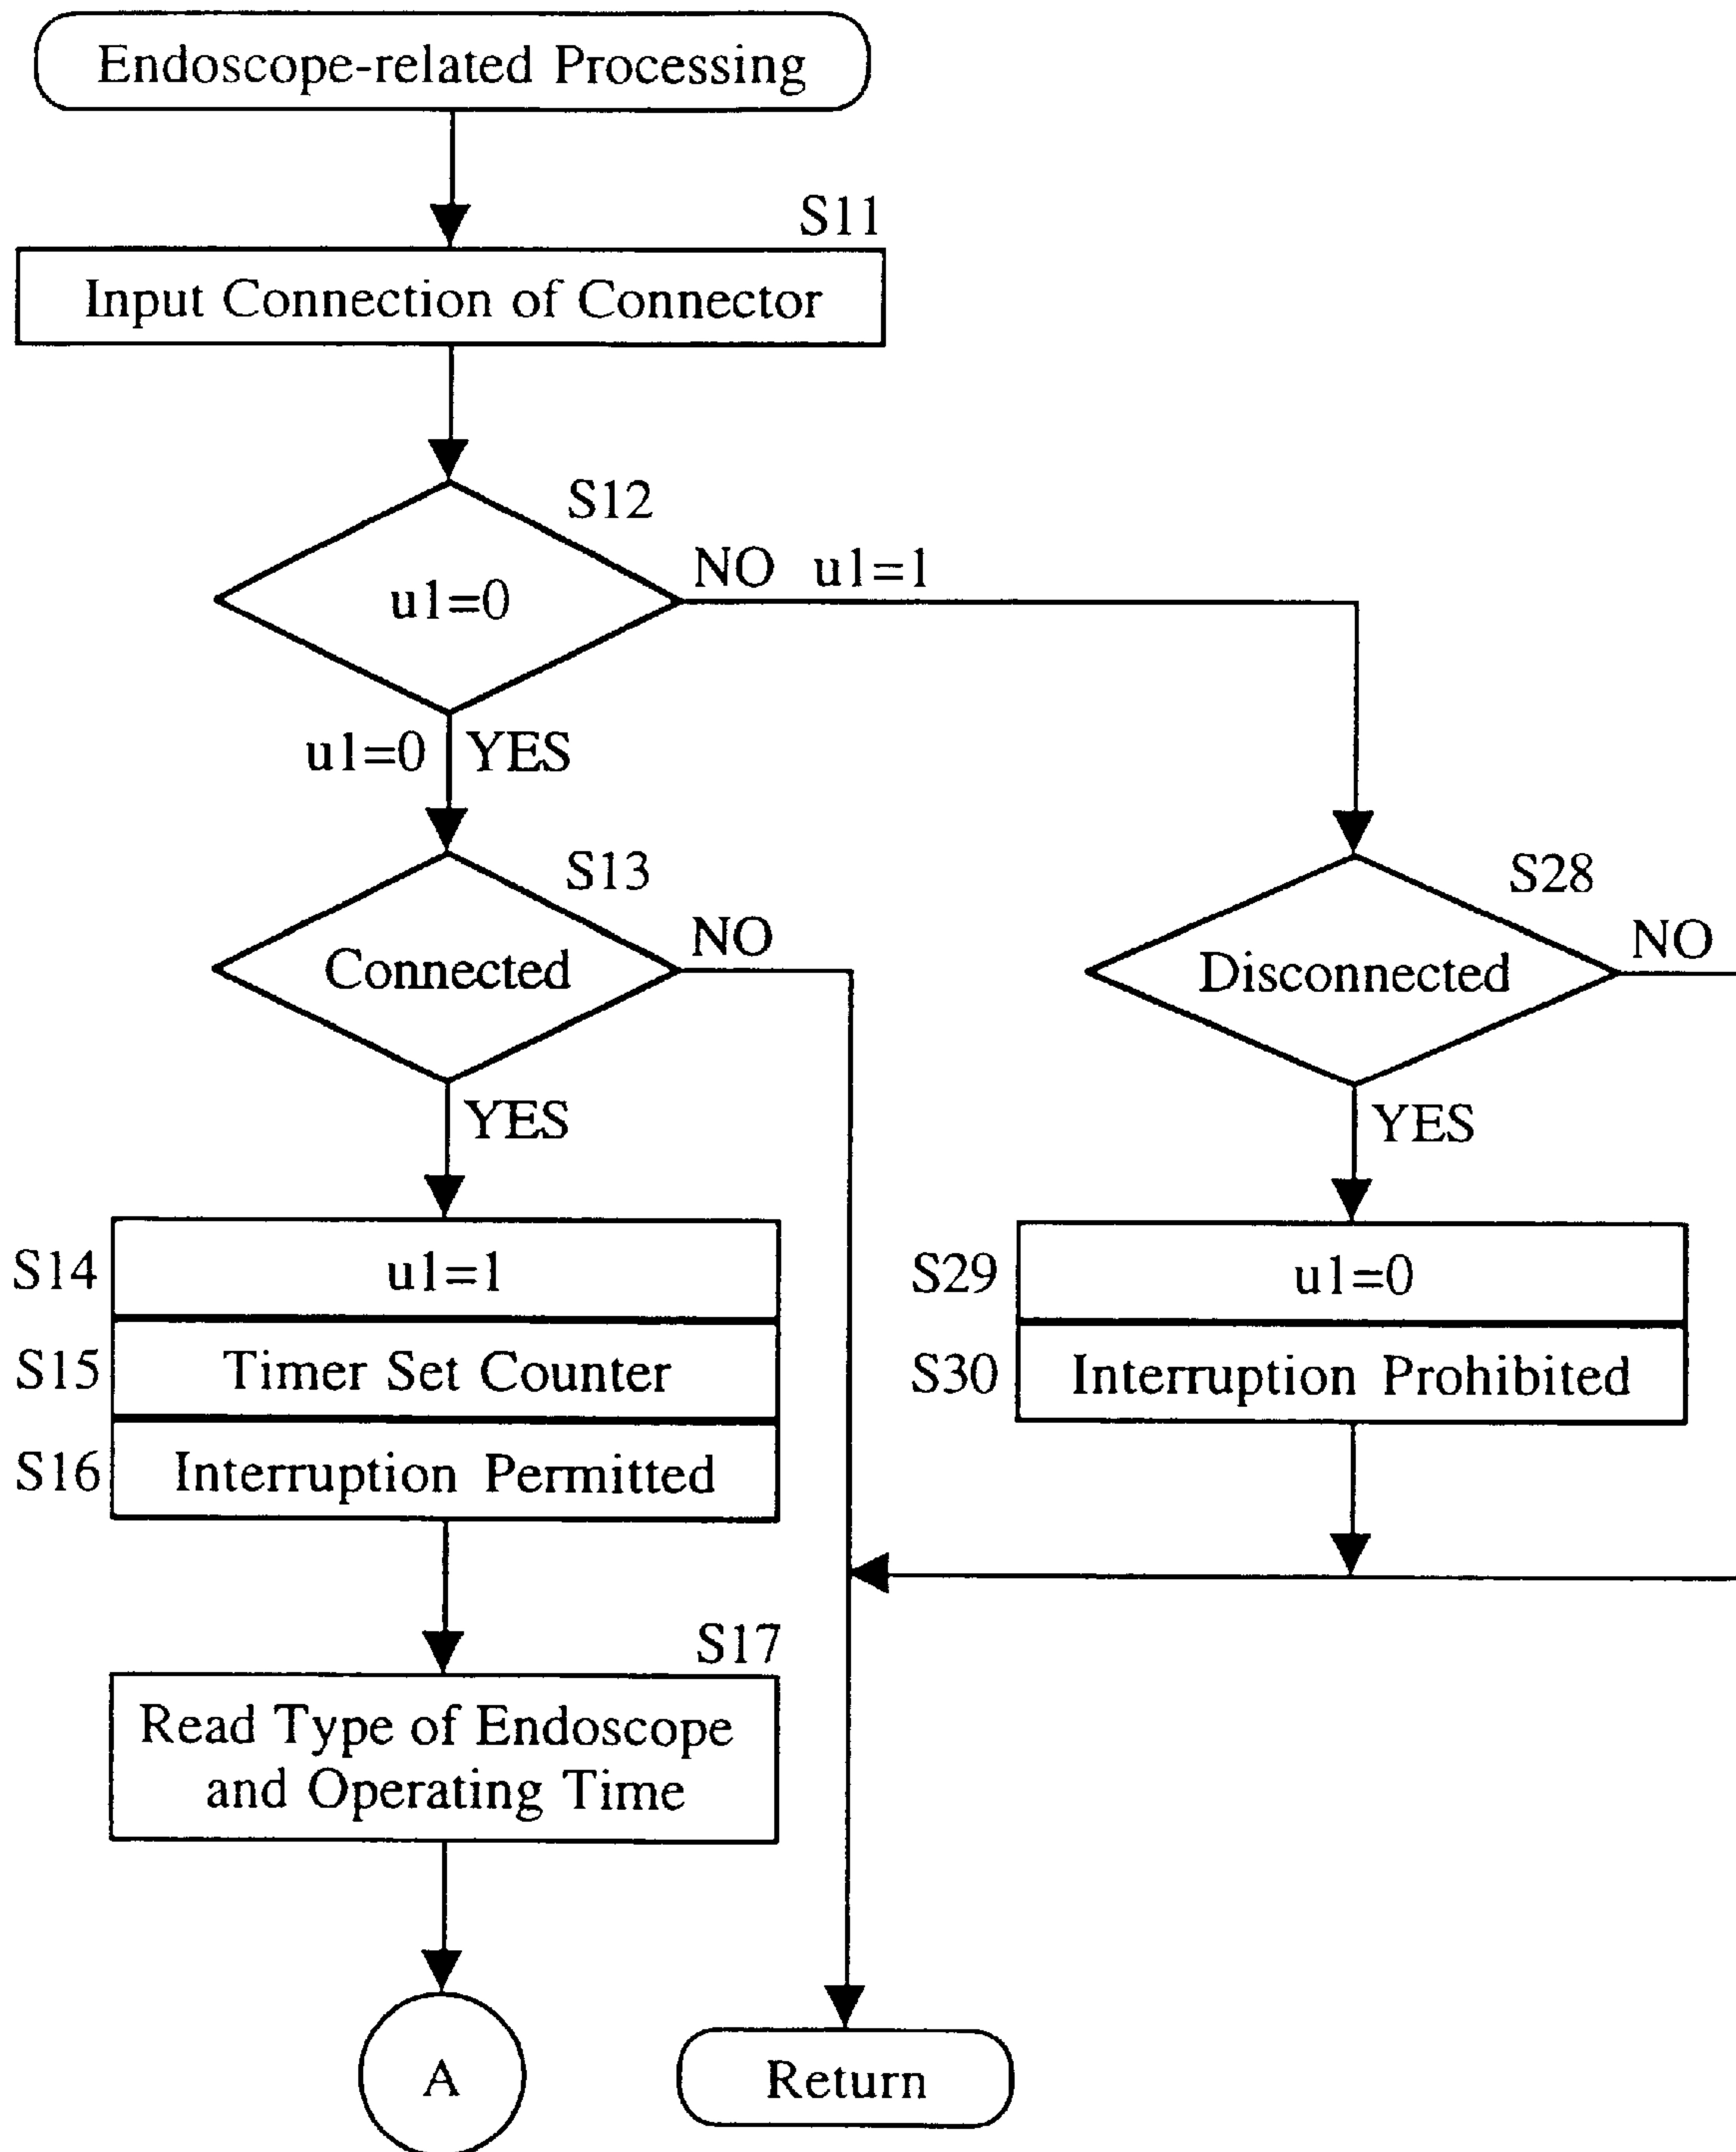 Endoscope-related Processing
S11
Input Connection of Connector
S12
u1=0
NO u1=1
u1=0 YES
S13
Connected
NO
YES
S28
Disconnected
NO
YES
S14 u1=1
S15 Timer Set Counter
S16 Interruption Permitted
S29 u1=0
S30 Interruption Prohibited
S17
Read Type of Endoscope
and Operating Time
A
Return